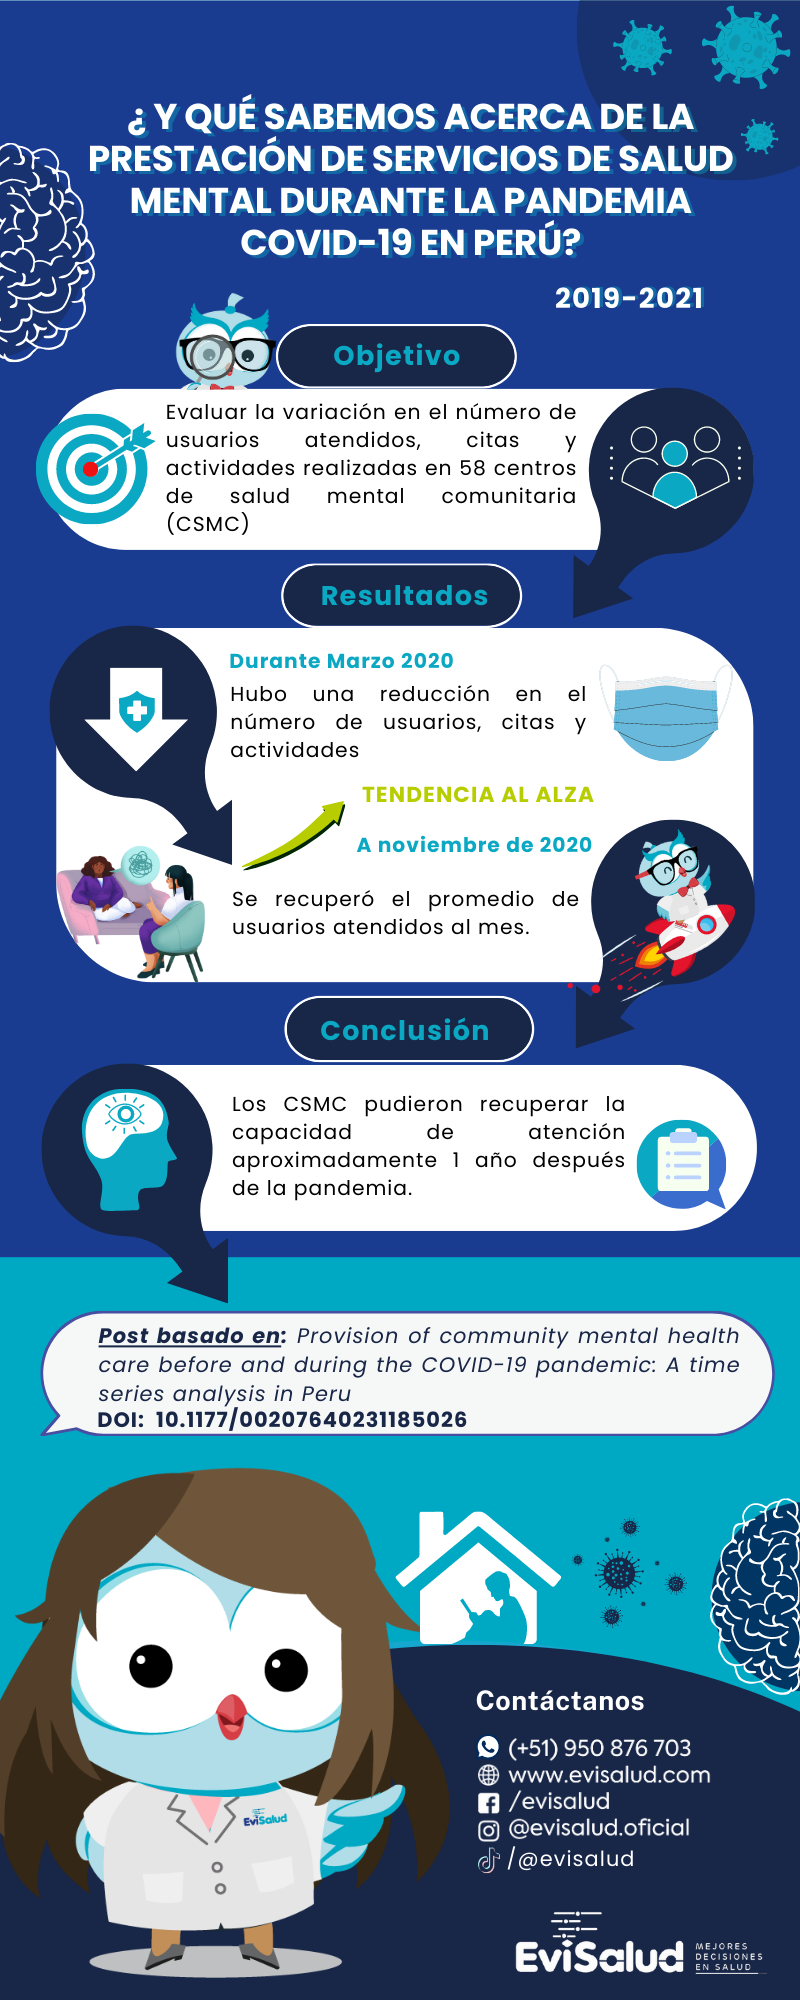 ¿ Y QUÉ SABEMOS ACERCA DE LA
PRESTACIÓN DE SERVICIOS DE SALUD
MENTAL DURANTE LA PANDEMIA
COVID-19 EN PERÚ?
2019-2021
Objetivo
Evaluar la variación en el número de
usuarios atendidos, citas y
actividades realizadas en 58 centros
de salud mental comunitaria
(CSMC)
Resultados
Durante Marzo 2020
Hubo una reducción en el
número de usuarios, citas y
actividades
TENDENCIA AL ALZA
A noviembre de 2020
Se recuperó el promedio de
usuarios atendidos al mes.
Conclusión
Los CSMC pudieron recuperar la
capacidad de atención
aproximadamente 1 año después
de la pandemia.
Post basado en: Provision of community mental health
care before and during the COVID-19 pandemic: A time
series analysis in Peru
DOI: 10.1177/00207640231185026
Contáctanos
(+51) 950 876 703
www.evisalud.com
/evisalud
@evisalud.oficial
/@evisalud
EviSalud
EviSalud
MEJORES
DECISIONES
EN SALUD